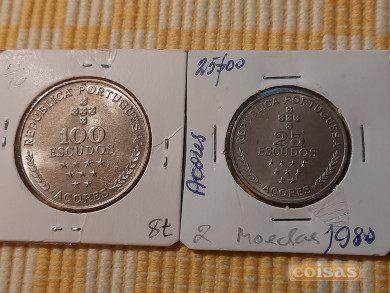 REPUBLICA PORTUGUESA
100
ESCUDOS
AÇORES
8t
25$00
REPUBLICA PORTUGUESA
25
ESCUDOS
AÇORES
Açores
2 Moedas 1980
coisas